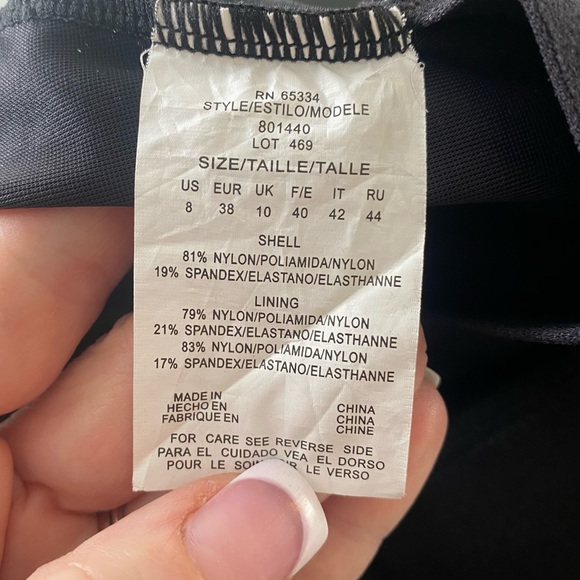 RN 65334
STYLE/ESTILO/MODELE
801440
LOT 469
SIZE/TAILLE/TALLE
US EUR UK F/E IT RU
8 38 10 40 42 44
SHELL
81% NYLON/POLIAMIDA/NYLON
19% SPANDEX/ELASTANO/ELASTHANNE
LINING
79% NYLON/POLIAMIDA/NYLON
21% SPANDEX/ELASTANO/ELASTHANNE
83% NYLON/POLIAMIDA/NYLON
17% SPANDEX/ELASTANO/ELASTHANNE
MADE IN CHINA
HECHO EN CHINA
FABRIQUE EN CHINE
FOR CARE SEE REVERSE SIDE
PARA EL CUIDADO VEA EL DORSO
POUR LE LE VERSO